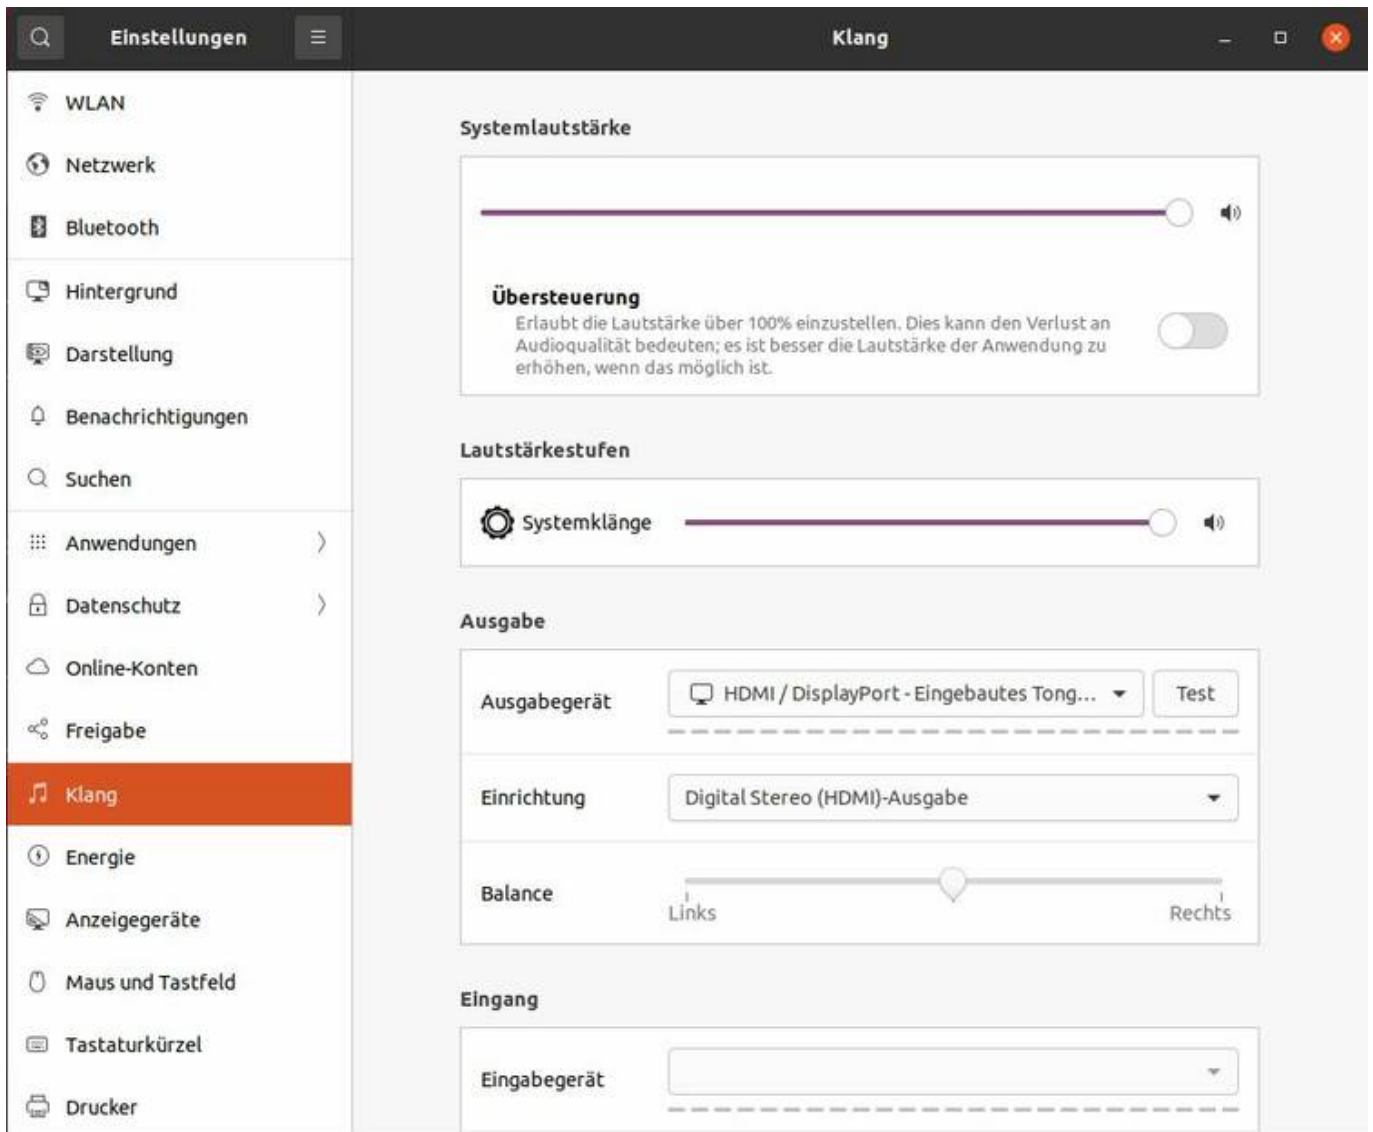 Einstellungen
Klang
WLAN
Netzwerk
Bluetooth
Hintergrund
Darstellung
Benachrichtigungen
Suchen
Anwendungen
Datenschutz
Online-Konten
Freigabe
Klang
Energie
Anzeigegeräte
Maus und Tastfeld
Tastaturkürzel
Drucker
Systemlautstärke
Übersteuerung
Erlaubt die Lautstärke über 100% einzustellen. Dies kann den Verlust an
Audioqualität bedeuten; es ist besser die Lautstärke der Anwendung zu
erhöhen, wenn das möglich ist.
Lautstärkestufen
Systemklänge
Ausgabe
Ausgabegerät
HDMI / DisplayPort - Eingebautes Tong...
Test
Einrichtung
Digital Stereo (HDMI)-Ausgabe
Balance
Links
Rechts
Eingang
Eingabegerät